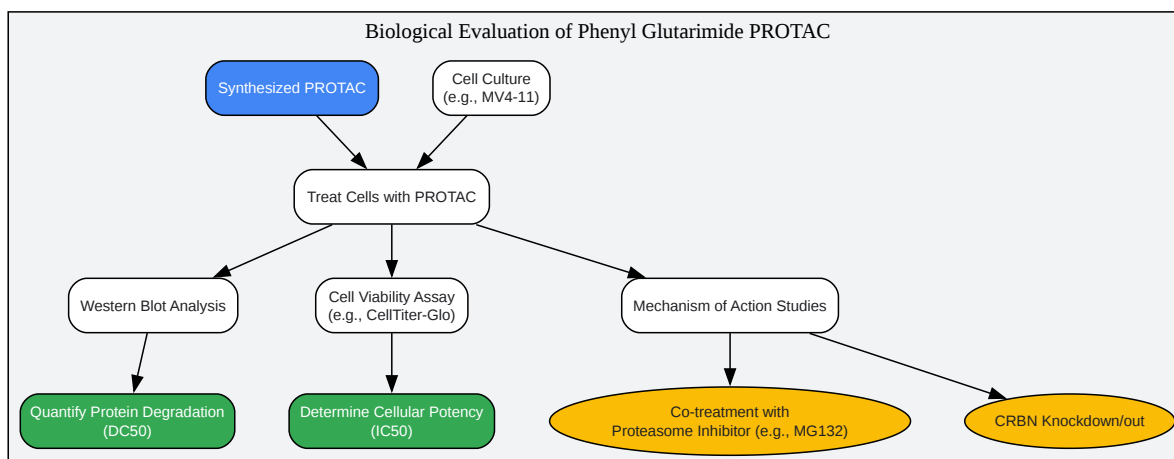 Biological Evaluation of Phenyl Glutarimide PROTAC
Synthesized PROTAC
Cell Culture
(e.g., MV4-11)
Treat Cells with PROTAC
Western Blot Analysis
Cell Viability Assay
(e.g., CellTiter-Glo)
Mechanism of Action Studies
Quantify Protein Degradation
(DC50)
Determine Cellular Potency
(IC50)
Co-treatment with
Proteasome Inhibitor (e.g., MG132)
CRBN Knockdown/out